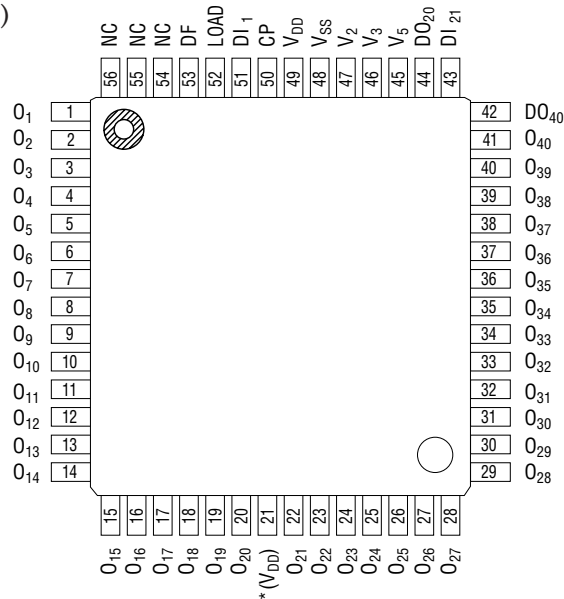 )
NC NC NC DF LOAD DI₁ CP V_DD V_SS V₂ V₃ V₅ DO₂₀ DI₂₁
56 55 54 53 52 51 50 49 48 47 46 45 44 43
O₁ 1 42 DO₄₀
O₂ 2 41 O₄₀
O₃ 3 40 O₃₉
O₄ 4 39 O₃₈
O₅ 5 38 O₃₇
O₆ 6 37 O₃₆
O₇ 7 36 O₃₅
O₈ 8 35 O₃₄
O₉ 9 34 O₃₃
O₁₀ 10 33 O₃₂
O₁₁ 11 32 O₃₁
O₁₂ 12 31 O₃₀
O₁₃ 13 30 O₂₉
O₁₄ 14 29 O₂₈
15 16 17 18 19 20 21 22 23 24 25 26 27 28
O₁₅ O₁₆ O₁₇ O₁₈ O₁₉ O₂₀ *(V_DD) O₂₁ O₂₂ O₂₃ O₂₄ O₂₅ O₂₆ O₂₇